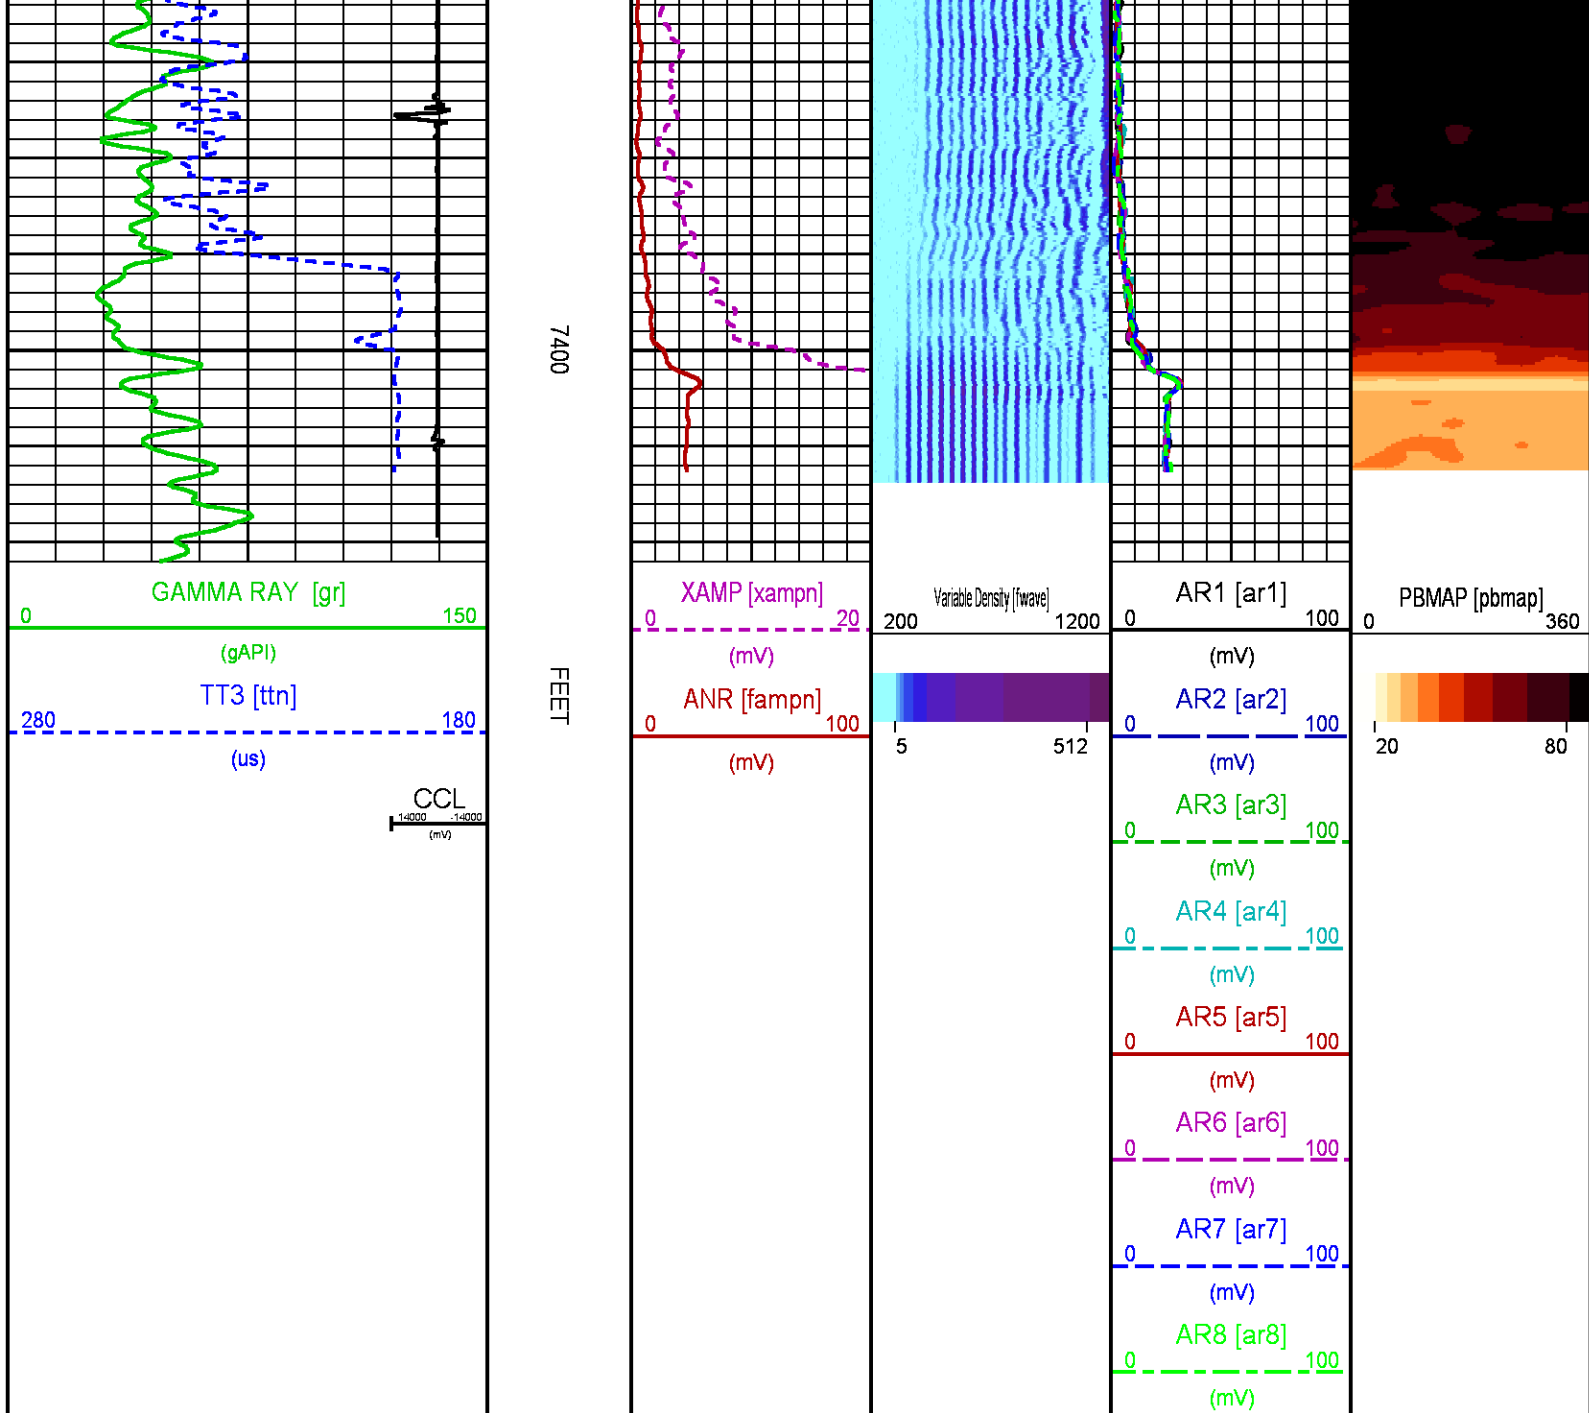 7400
FEET
GAMMA RAY [gr]
0 150
(gAPI)
TT3 [ttn]
280 180
(us)
CCL
14000 -14000
(mV)
XAMP [xampn]
0 20
(mV)
ANR [fampn]
0 100
(mV)
Variable Density [fwave]
200 1200
5 512
AR1 [ar1]
0 100
(mV)
AR2 [ar2]
0 100
(mV)
AR3 [ar3]
0 100
(mV)
AR4 [ar4]
0 100
(mV)
AR5 [ar5]
0 100
(mV)
AR6 [ar6]
0 100
(mV)
AR7 [ar7]
0 100
(mV)
AR8 [ar8]
0 100
(mV)
PBMAP [pbmap]
0 360
20 80